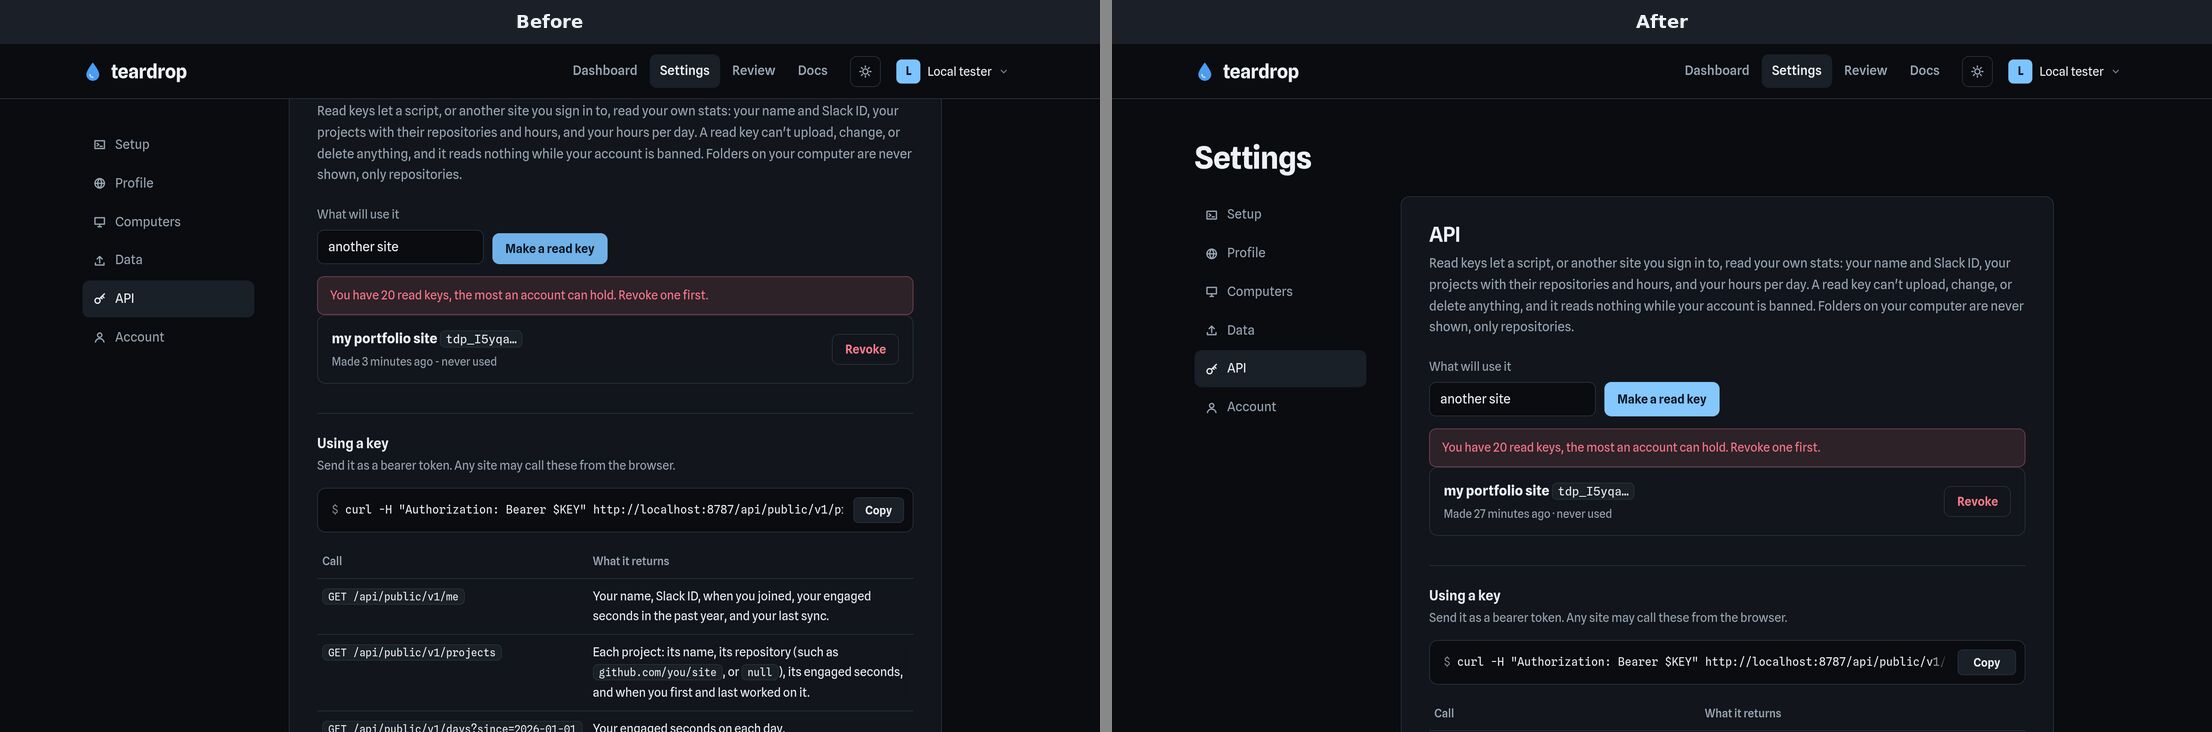 Before
teardrop
Dashboard
Settings
Review
Docs
L
Local tester
Setup
Profile
Computers
Data
API
Account
Read keys let a script, or another site you sign in to, read your own stats: your name and Slack ID, your
projects with their repositories and hours, and your hours per day. A read key can't upload, change, or
delete anything, and it reads nothing while your account is banned. Folders on your computer are never
shown, only repositories.
What will use it
another site
Make a read key
You have 20 read keys, the most an account can hold. Revoke one first.
my portfolio site tdp_I5yqa…
Made 3 minutes ago - never used
Revoke
Using a key
Send it as a bearer token. Any site may call these from the browser.
$ curl -H "Authorization: Bearer $KEY" http://localhost:8787/api/public/v1/p
Copy
Call
What it returns
GET /api/public/v1/me
Your name, Slack ID, when you joined, your engaged
seconds in the past year, and your last sync.
GET /api/public/v1/projects
Each project: its name, its repository (such as
github.com/you/site, or null), its engaged seconds,
and when you first and last worked on it.
GET /api/public/v1/days?since=2026-01-01
Your engaged seconds on each day.
After
teardrop
Dashboard
Settings
Review
Docs
L
Local tester
Settings
Setup
Profile
Computers
Data
API
Account
API
Read keys let a script, or another site you sign in to, read your own stats: your name and Slack ID, your
projects with their repositories and hours, and your hours per day. A read key can't upload, change, or
delete anything, and it reads nothing while your account is banned. Folders on your computer are never
shown, only repositories.
What will use it
another site
Make a read key
You have 20 read keys, the most an account can hold. Revoke one first.
my portfolio site tdp_I5yqa…
Made 27 minutes ago · never used
Revoke
Using a key
Send it as a bearer token. Any site may call these from the browser.
$ curl -H "Authorization: Bearer $KEY" http://localhost:8787/api/public/v1/
Copy
Call
What it returns